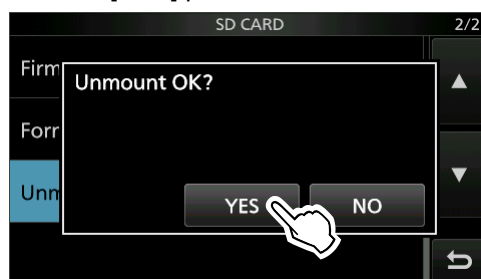 SD CARD 2/2
Firm
Unmount OK?
Forr
Unm
YES NO